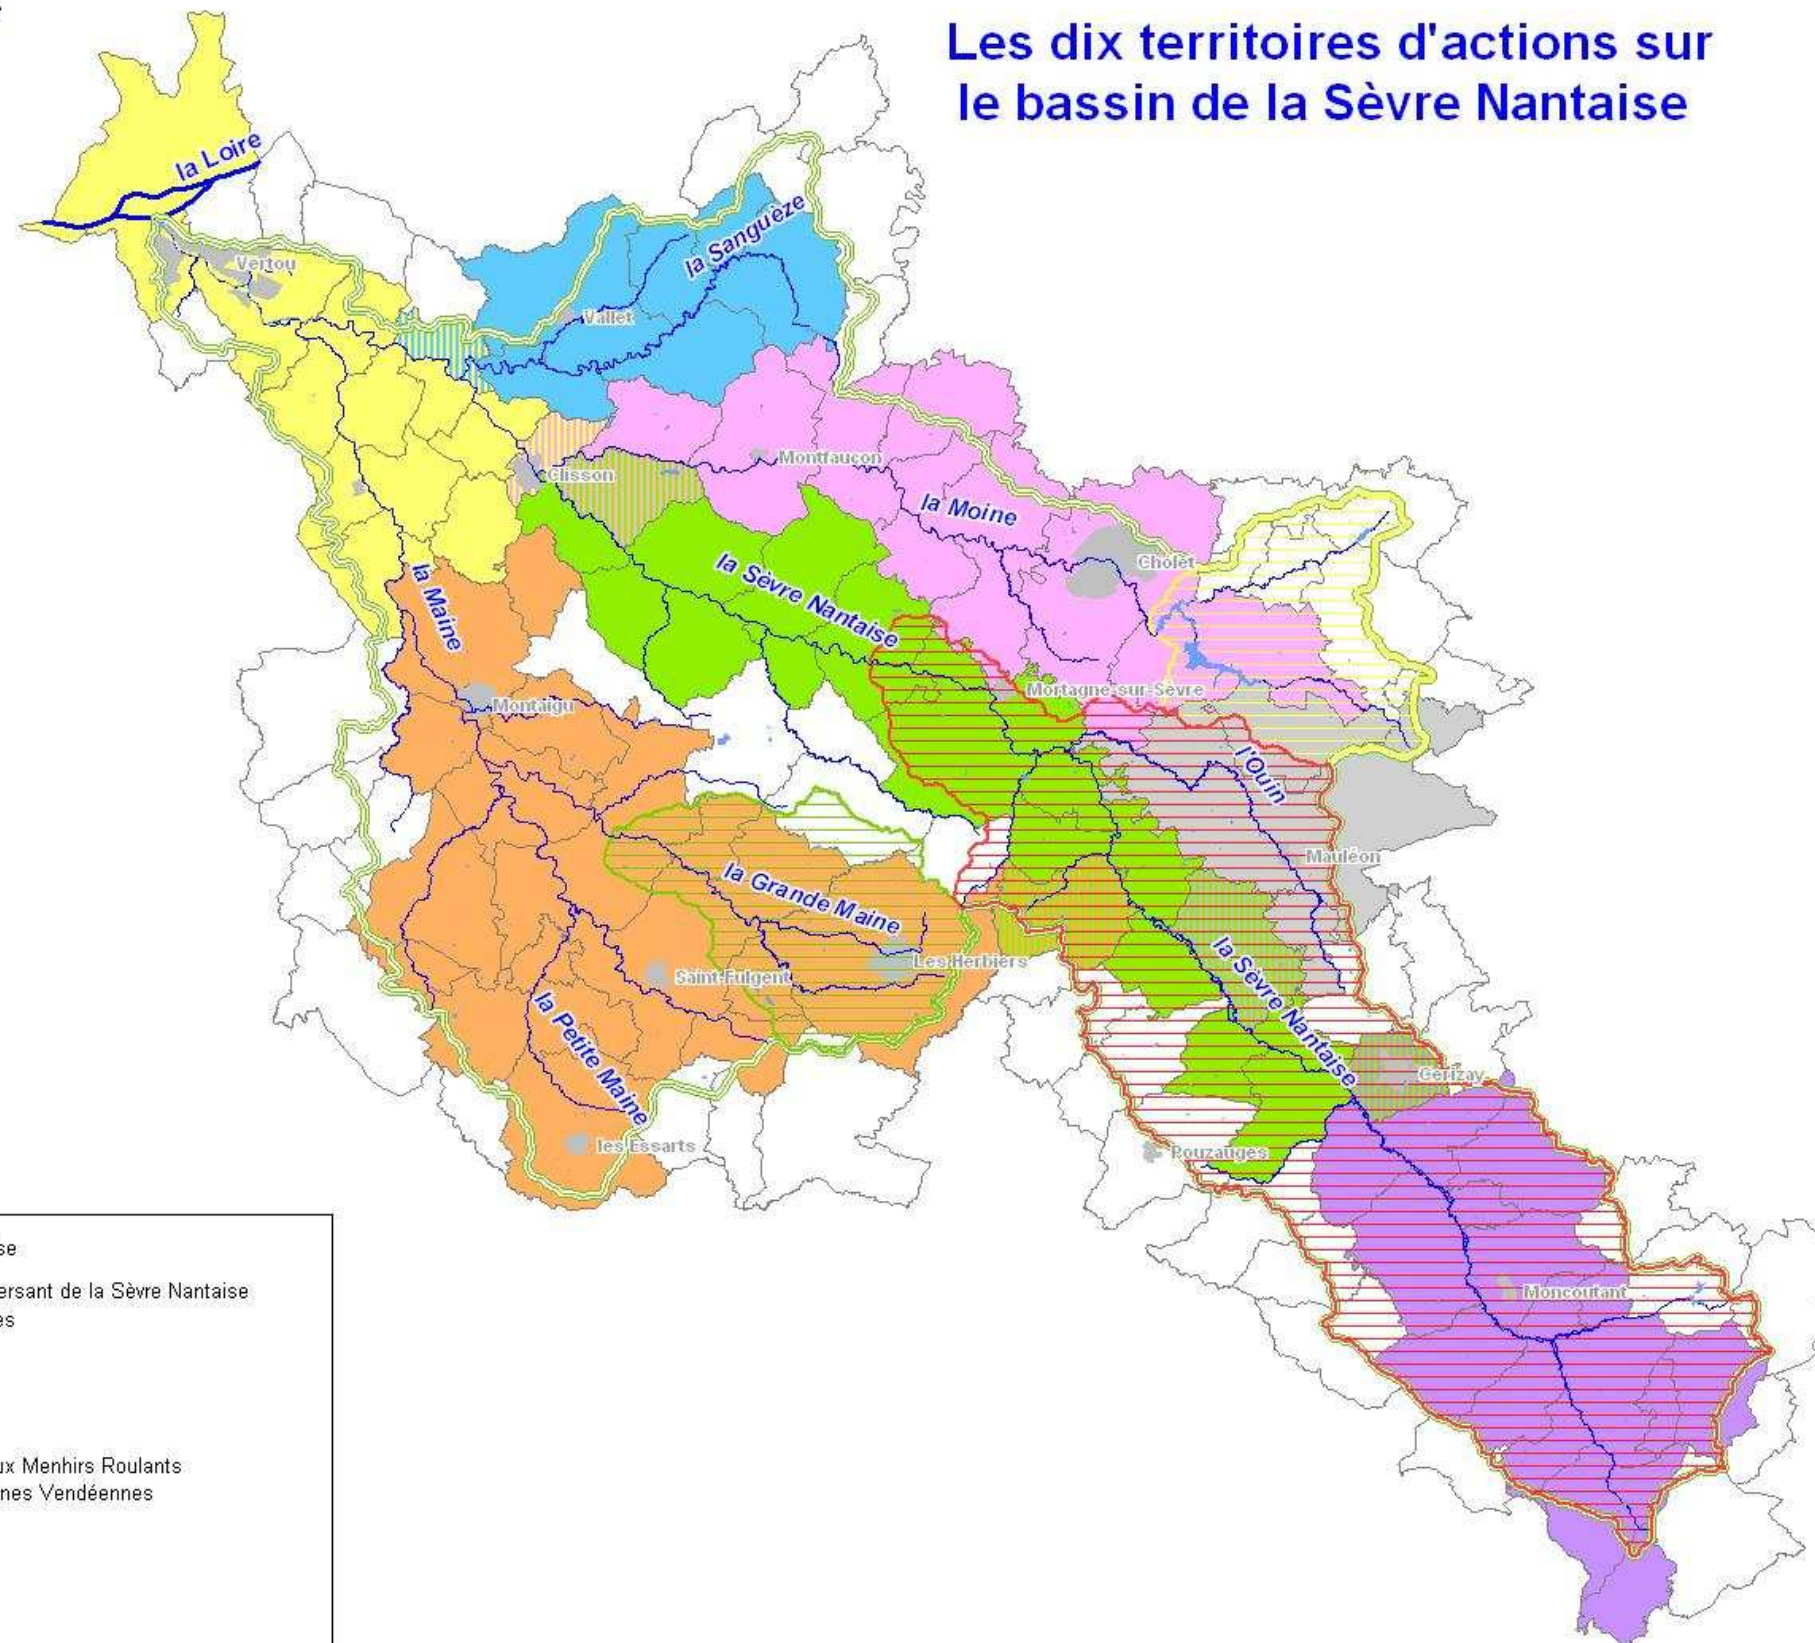 Les dix territoires d'actions sur
le bassin de la Sèvre Nantaise
la Loire
Vertou
la Sanguèze
Vallet
Clisson
Montfaucon
la Moine
Cholet
la Sèvre Nantaise
la Maine
Mortagne-sur-Sèvre
Montaigu
l'Ouin
Mauléon
la Grande Maine
Les Herbiers
Saint-Fulgent
la Sèvre Nantaise
la Petite Maine
Cerizay
les Essarts
Pouzauges
Moncoutant
se
ersant de la Sèvre Nantaise
es
ux Menhirs Roulants
nes Vendéennes